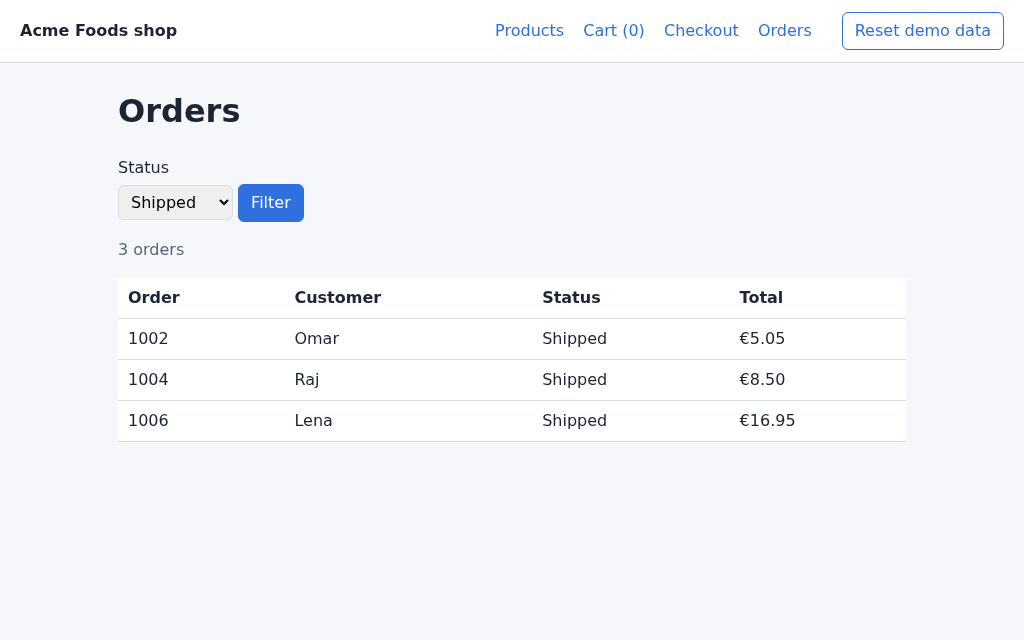 Acme Foods shop Products Cart (0) Checkout Orders Reset demo data
Orders
Status
Shipped Filter
3 orders
Order Customer Status Total
1002 Omar Shipped €5.05
1004 Raj Shipped €8.50
1006 Lena Shipped €16.95